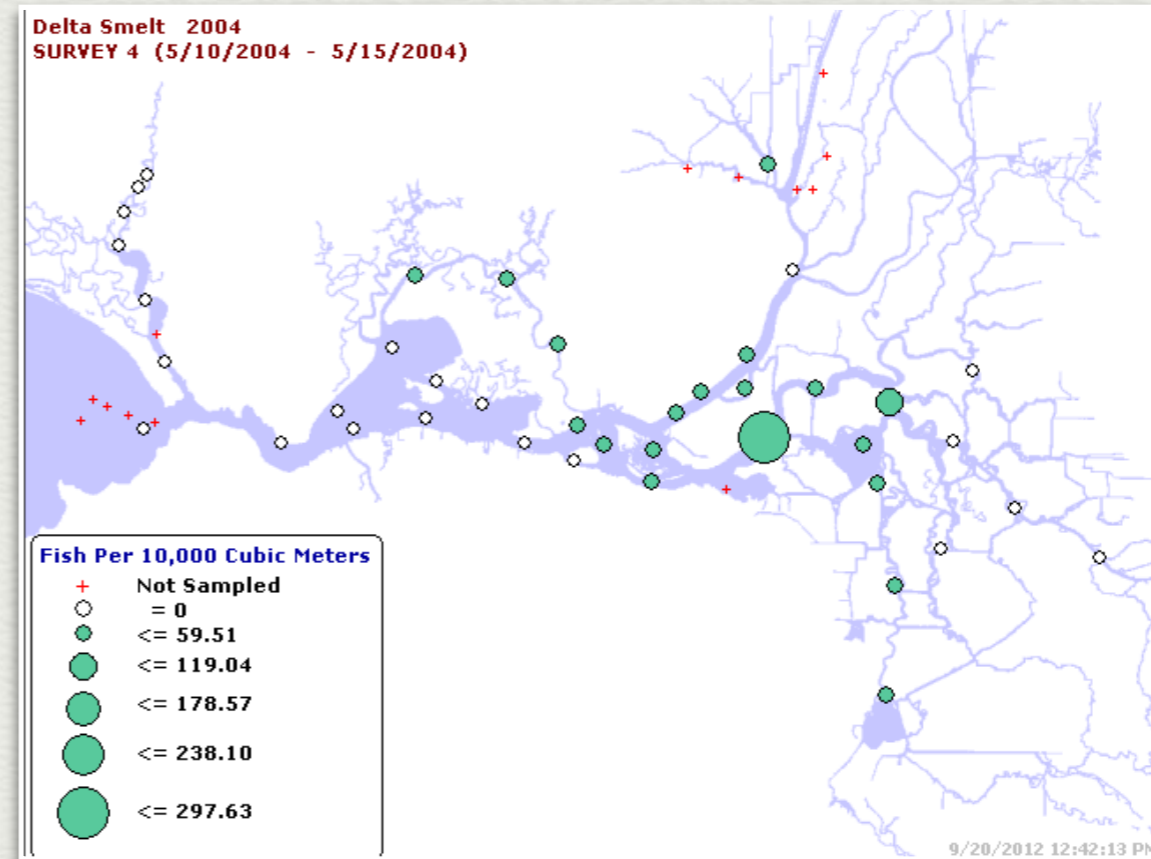 Delta Smelt 2004
SURVEY 4 (5/10/2004 - 5/15/2004)
Fish Per 10,000 Cubic Meters
+ Not Sampled
= 0
<= 59.51
<= 119.04
<= 178.57
<= 238.10
<= 297.63
9/20/2012 12:42:13 PM